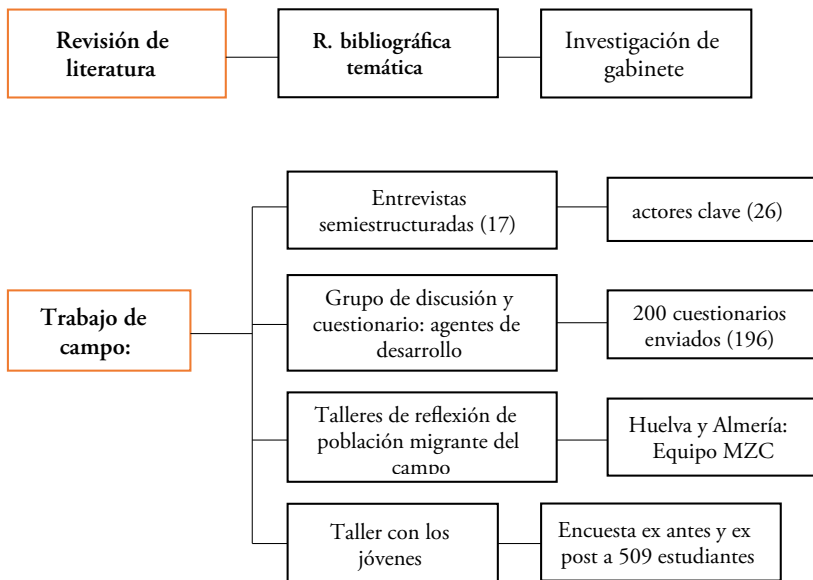 Revisión de
literatura
R. bibliográfica
temática
Investigación de
gabinete
Entrevistas
semiestructuradas (17)
actores clave (26)
Trabajo de
campo:
Grupo de discusión y
cuestionario: agentes de
desarrollo
200 cuestionarios
enviados (196)
Talleres de reflexión de
población migrante del
campo
Huelva y Almería:
Equipo MZC
Taller con los
jóvenes
Encuesta ex antes y ex
post a 509 estudiantes